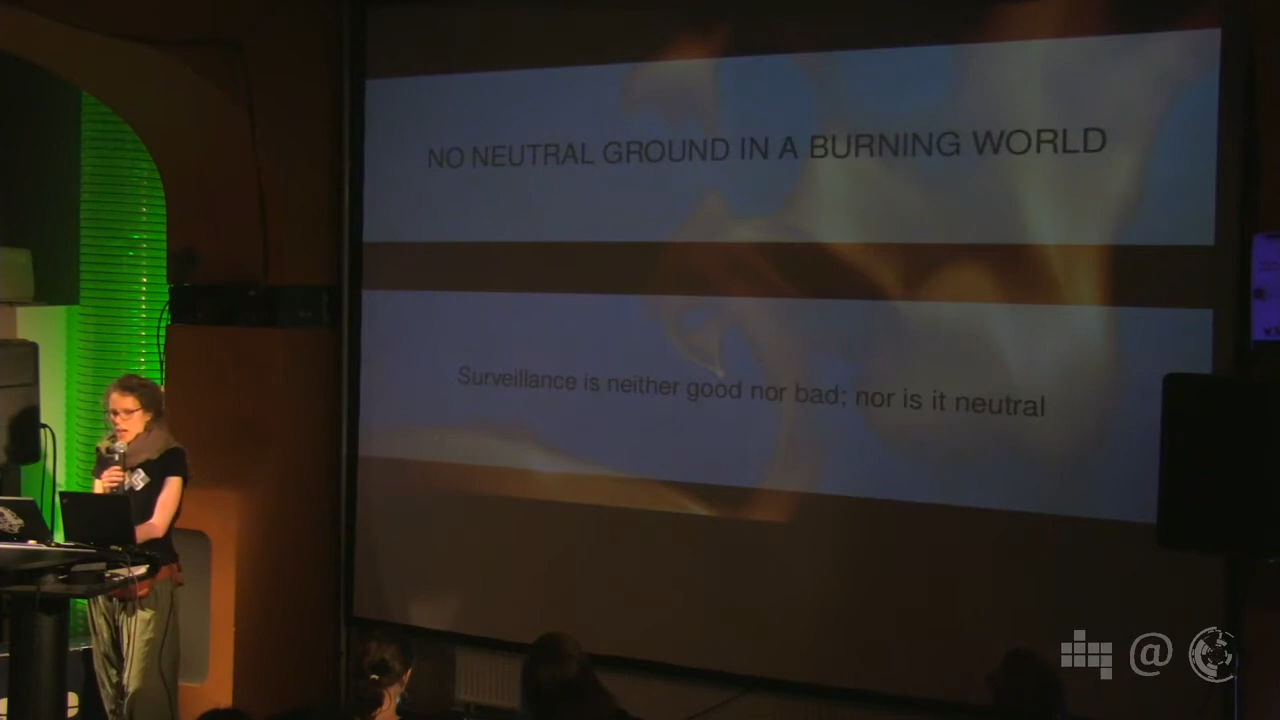 NO NEUTRAL GROUND IN A BURNING WORLD
Surveillance is neither good nor bad; nor is it neutral
@